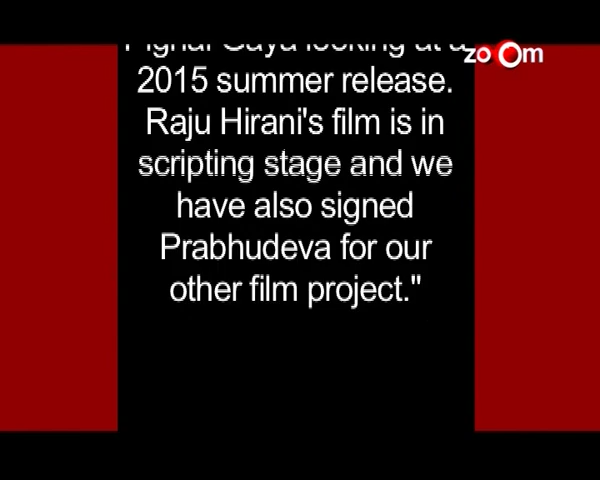 zoom
2015 summer release.
Raju Hirani's film is in
scripting stage and we
have also signed
Prabhudeva for our
other film project."